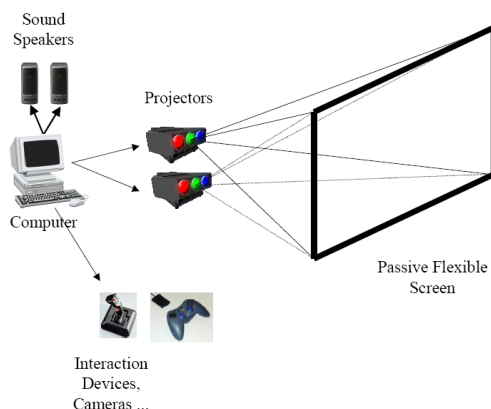 Sound
Speakers
Projectors
Computer
Passive Flexible
Screen
Interaction
Devices,
Cameras ...